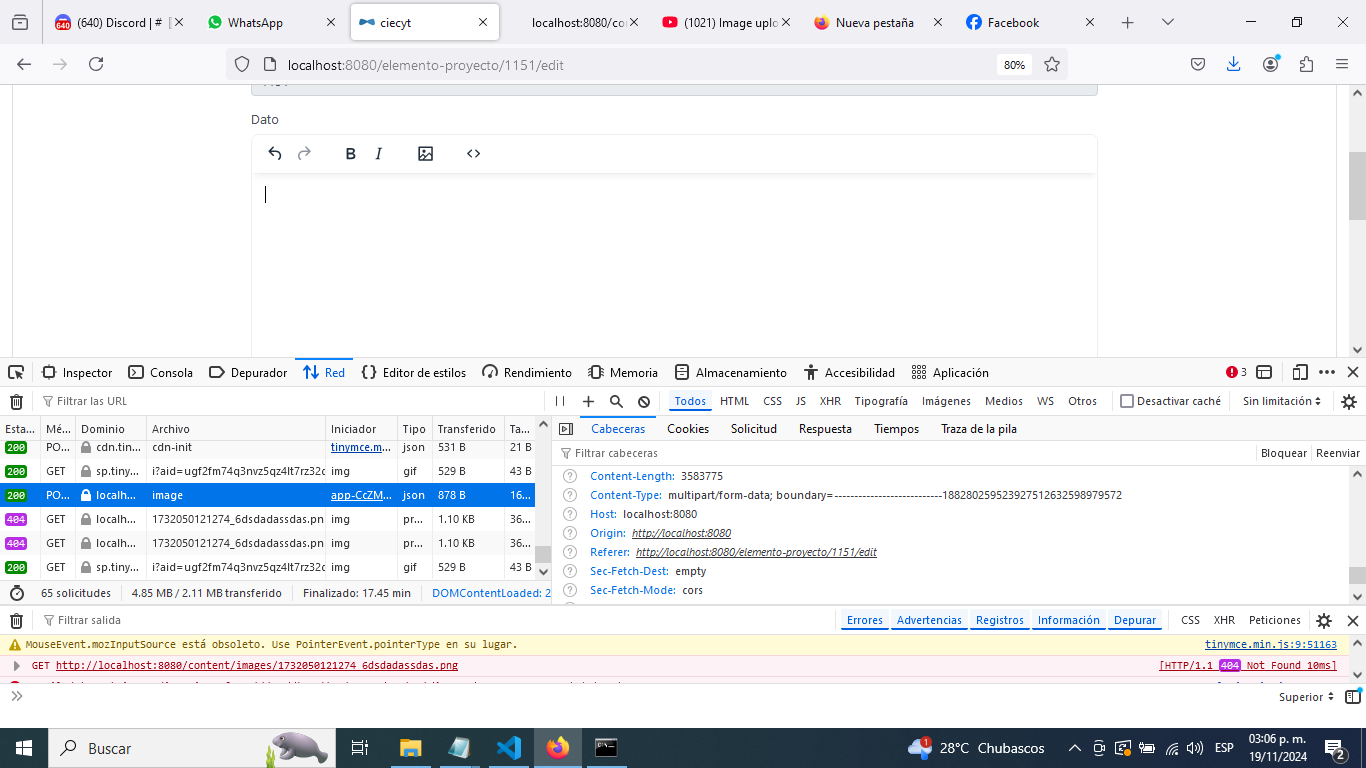 (640) Discord | #
WhatsApp
ciecyt
localhost:8080/co
(1021) Image uplo
Nueva pestaña
Facebook
localhost:8080/elemento-proyecto/1151/edit
80%
Dato
B I
Inspector Consola Depurador Red Editor de estilos Rendimiento Memoria Almacenamiento Accesibilidad Aplicación 3
Filtrar las URL
Todos HTML CSS JS XHR Tipografía Imágenes Medios WS Otros Desactivar caché Sin limitación
Esta... Mé... Dominio Archivo Iniciador Tipo Transferido Ta...
200 PO... cdn.tin... cdn-init tinymce.m... json 531 B 21 B
200 GET sp.tiny... i?aid=ugf2fm74q3nvz5qz4lt7rz32c img gif 529 B 43 B
200 PO... localh... image app-CcZM... json 878 B 16...
404 GET localh... 1732050121274_6dsdadassdas.pn img pr... 1.10 KB 36...
404 GET localh... 1732050121274_6dsdadassdas.pn img pr... 1.10 KB 36...
200 GET sp.tiny... i?aid=ugf2fm74q3nvz5qz4lt7rz32c img gif 529 B 43 B
65 solicitudes 4.85 MB / 2.11 MB transferido Finalizado: 17.45 min DOMContentLoaded: 2
Cabeceras Cookies Solicitud Respuesta Tiempos Traza de la pila
Filtrar cabeceras Bloquear Reenviar
Content-Length: 3583775
Content-Type: multipart/form-data; boundary=---------------------------188280259523927512632598979572
Host: localhost:8080
Origin: http://localhost:8080
Referer: http://localhost:8080/elemento-proyecto/1151/edit
Sec-Fetch-Dest: empty
Sec-Fetch-Mode: cors
Filtrar salida
Errores Advertencias Registros Información Depurar CSS XHR Peticiones
MouseEvent.mozInputSource está obsoleto. Use PointerEvent.pointerType en su lugar. tinymce.min.js:9:51163
GET http://localhost:8080/content/images/1732050121274_6dsdadassdas.png [HTTP/1.1 404 Not Found 10ms]
Superior
Buscar
28°C Chubascos
1
ESP
03:06 p. m.
19/11/2024
2